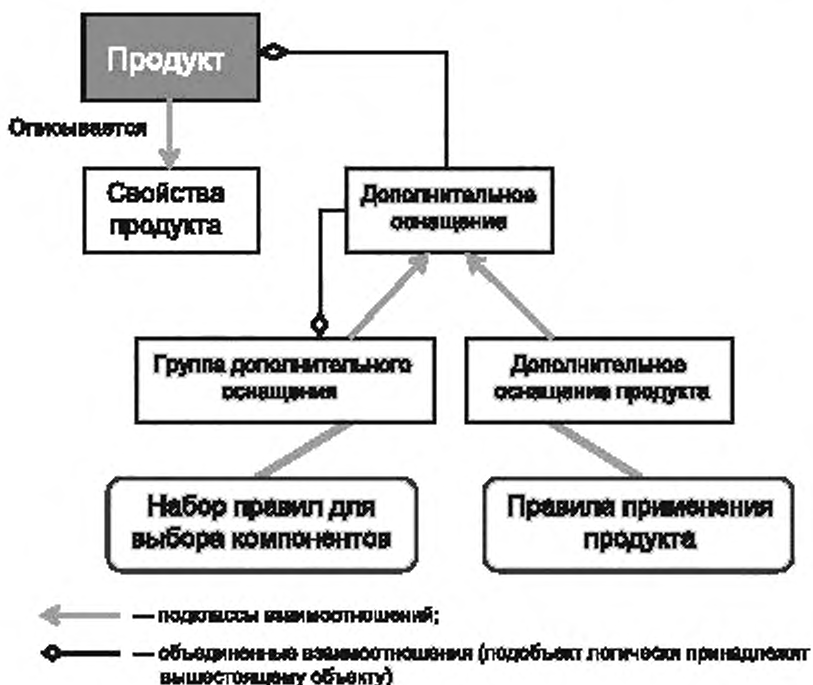 Продукт
Описывается
Свойства
продукта
Дополнительное
оснащение
Группа дополнительного
оснащения
Дополнительное
оснащение продукта
Набор правил для
выбора компонентов
Правила применения
продукта
— подклассы взаимоотношений;
— объединенные взаимоотношения (подобъект логически принадлежит
вышестоящему объекту)